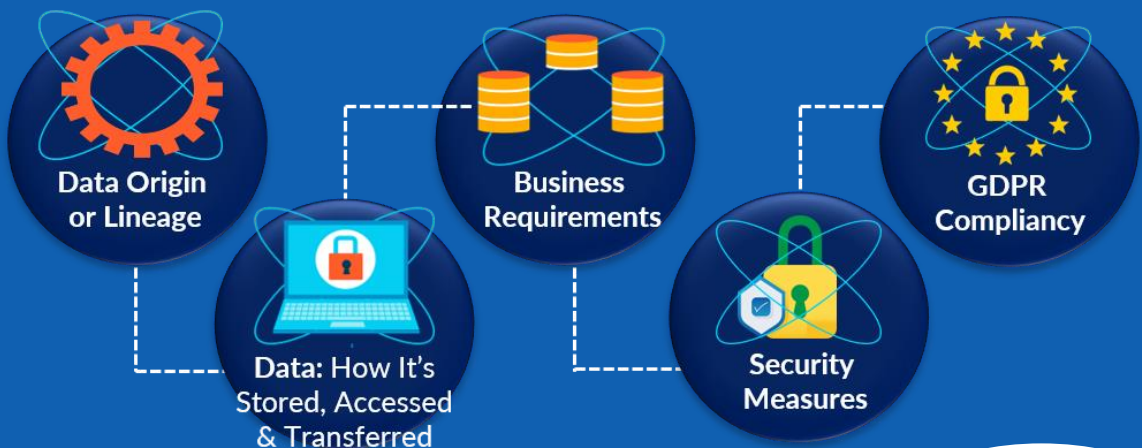 Data Origin
or Lineage
Data: How It's
Stored, Accessed
& Transferred
Business
Requirements
Security
Measures
GDPR
Compliancy